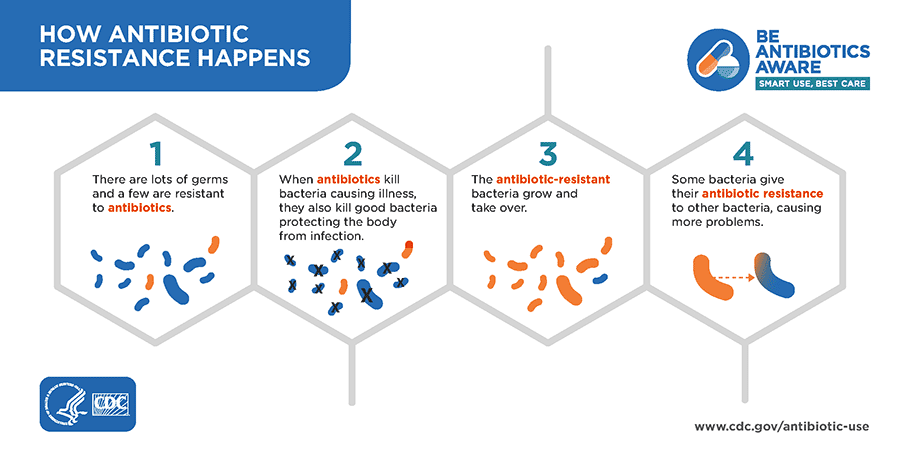 HOW ANTIBIOTIC
RESISTANCE HAPPENS
BE
ANTIBIOTICS
AWARE
SMART USE, BEST CARE
1
There are lots of germs
and a few are resistant
to antibiotics.
2
When antibiotics kill
bacteria causing illness,
they also kill good bacteria
protecting the body
from infection.
X X X X X X X X X X X
3
The antibiotic-resistant
bacteria grow and
take over.
4
Some bacteria give
their antibiotic resistance
to other bacteria, causing
more problems.
CDC
www.cdc.gov/antibiotic-use